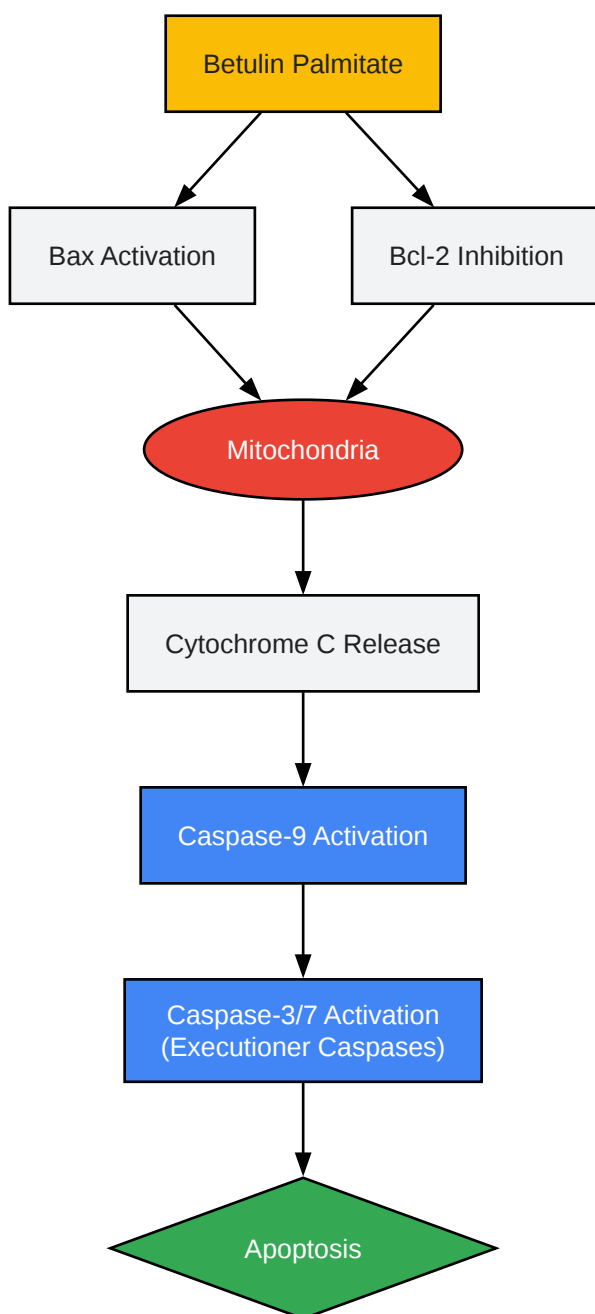 Betulin Palmitate
Bax Activation
Bcl-2 Inhibition
Mitochondria
Cytochrome C Release
Caspase-9 Activation
Caspase-3/7 Activation
(Executioner Caspases)
Apoptosis